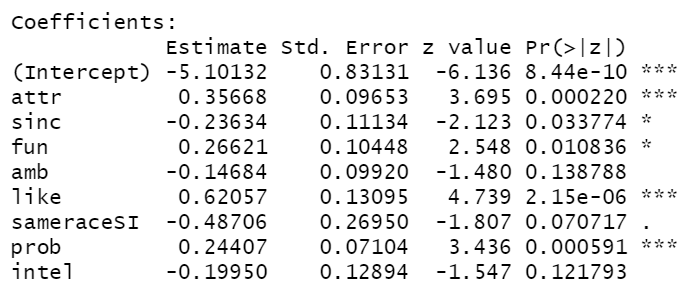 Coefficients:
Estimate Std. Error z value Pr(>|z|)
(Intercept) -5.10132 0.83131 -6.136 8.44e-10 ***
attr 0.35668 0.09653 3.695 0.000220 ***
sinc -0.23634 0.11134 -2.123 0.033774 *
fun 0.26621 0.10448 2.548 0.010836 *
amb -0.14684 0.09920 -1.480 0.138788
like 0.62057 0.13095 4.739 2.15e-06 ***
sameraceSI -0.48706 0.26950 -1.807 0.070717 .
prob 0.24407 0.07104 3.436 0.000591 ***
intel -0.19950 0.12894 -1.547 0.121793